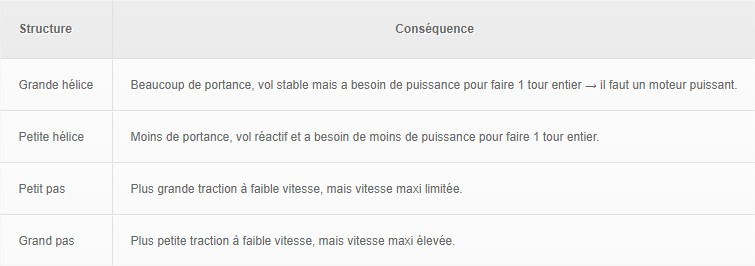 Structure Conséquence
Grande hélice Beaucoup de portance, vol stable mais a besoin de puissance pour faire 1 tour entier → il faut un moteur puissant.
Petite hélice Moins de portance, vol réactif et a besoin de moins de puissance pour faire 1 tour entier.
Petit pas Plus grande traction à faible vitesse, mais vitesse maxi limitée.
Grand pas Plus petite traction à faible vitesse, mais vitesse maxi élevée.